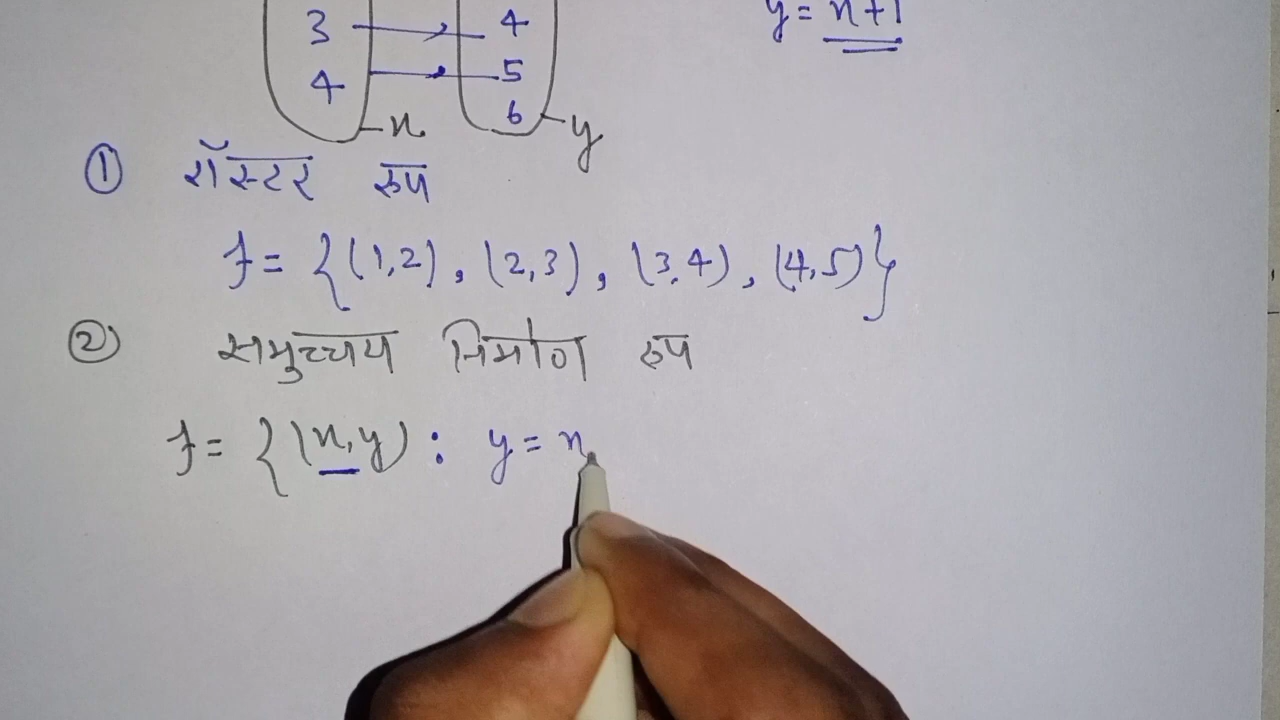 3 4 y = x+1
4 5
6
x y
① रॉस्टर रूप
f = {(1,2), (2,3), (3,4), (4,5)}
② समुच्चय निर्माण रूप
f = {(x,y) : y = x